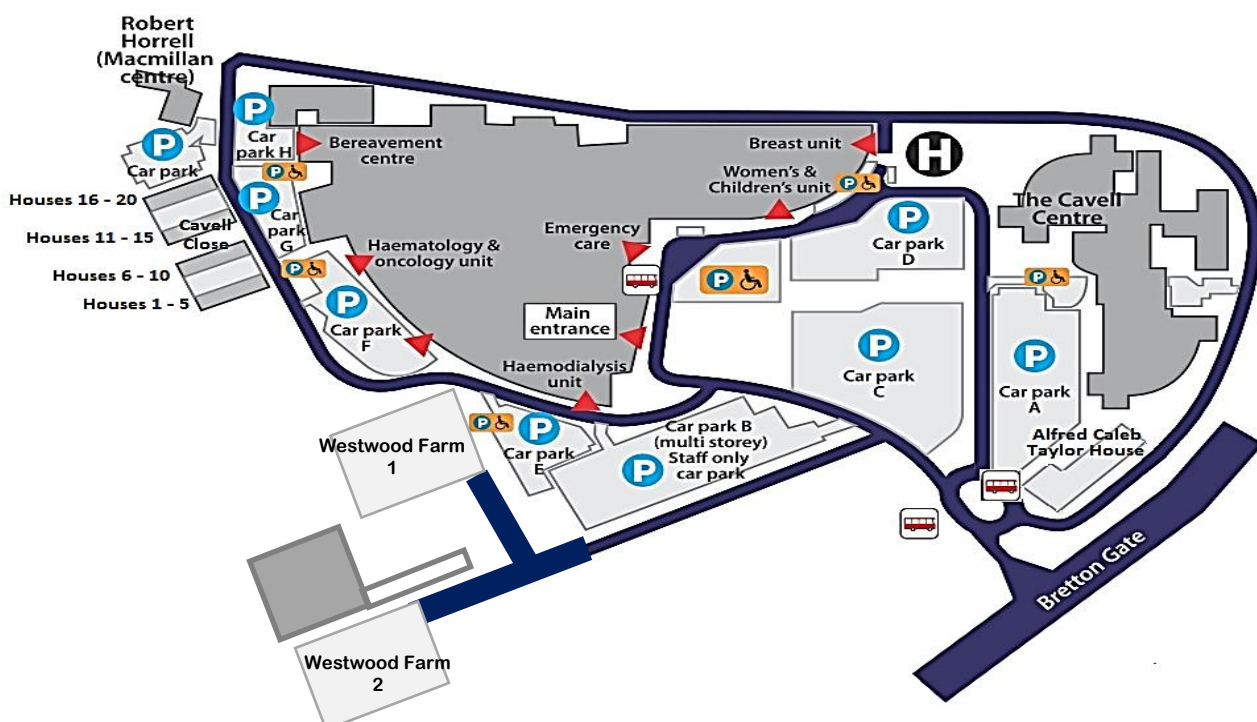 Robert
Horrell
(Macmillan
centre)
P
Car
park H
Bereavement
centre
Breast unit
H
P
Car park
P
Women's &
Children's unit
P
Houses 16 - 20
P
Car
park
G
The Cavell
Centre
Cavell
Close
Houses 11 - 15
P
Car park
D
Emergency
care
Haematology &
oncology unit
Houses 6 - 10
P
P
P
Houses 1 - 5
P
Car park
F
Main
entrance
P
Car park
C
P
Car park
A
Haemodialysis
unit
P
P
Car park
E
Car park B
(multi storey)
Staff only
car park
P
Westwood Farm
1
Alfred Caleb
Taylor House
Bretton Gate
Westwood Farm
2